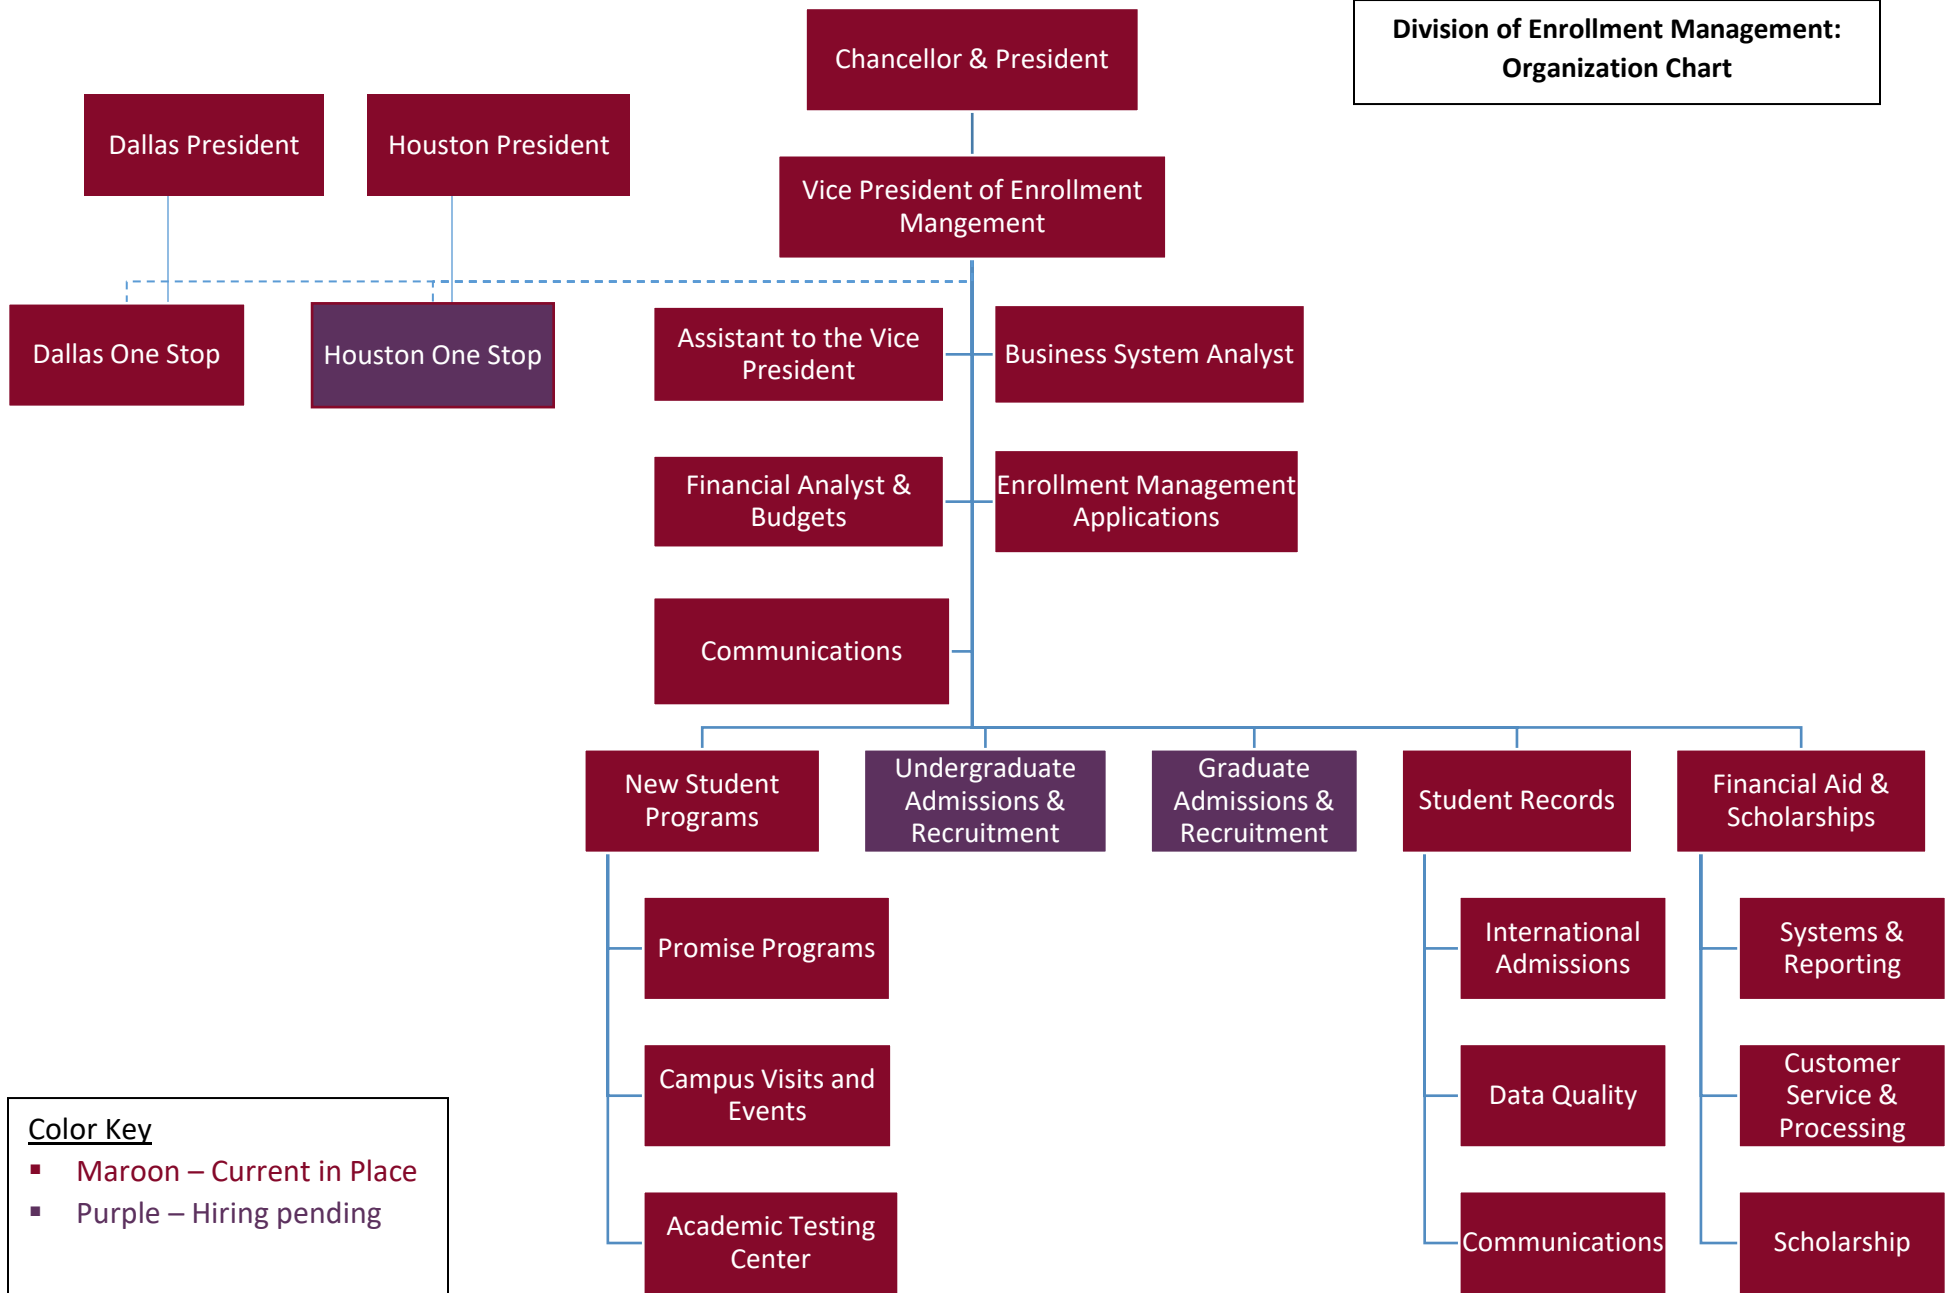 Division of Enrollment Management:
Organization Chart
Chancellor & President
Dallas President
Houston President
Vice President of Enrollment
Mangement
Dallas One Stop
Houston One Stop
Assistant to the Vice
President
Business System Analyst
Financial Analyst &
Budgets
Enrollment Management
Applications
Communications
New Student
Programs
Undergraduate
Admissions &
Recruitment
Graduate
Admissions &
Recruitment
Student Records
Financial Aid &
Scholarships
Promise Programs
International
Admissions
Systems &
Reporting
Campus Visits and
Events
Data Quality
Customer
Service &
Processing
Academic Testing
Center
Communications
Scholarship
Color Key
▪ Maroon – Current in Place
▪ Purple – Hiring pending